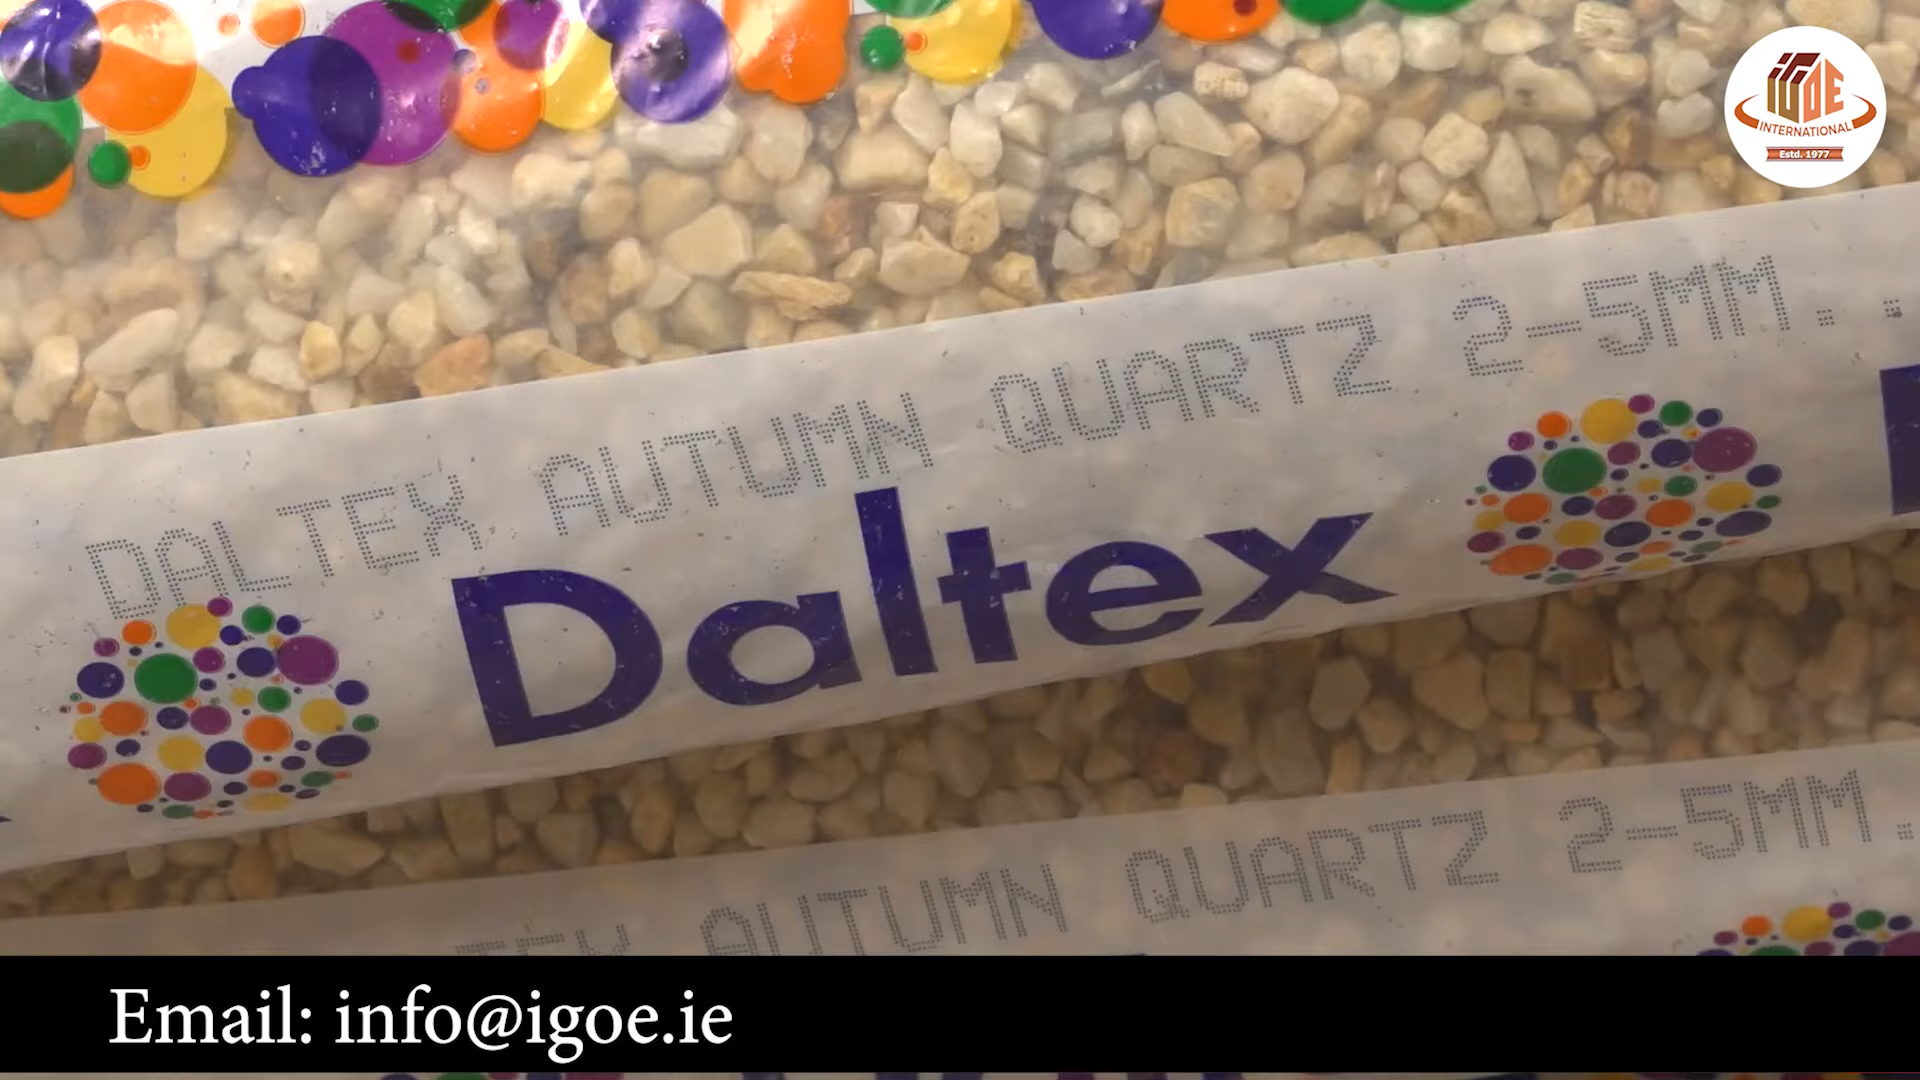 IGOE
INTERNATIONAL
Estd. 1977
DALTEX AUTUMN QUARTZ 2-5MM..
Daltex
AUTUMN QUARTZ 2-5MM.
Email: info@igoe.ie